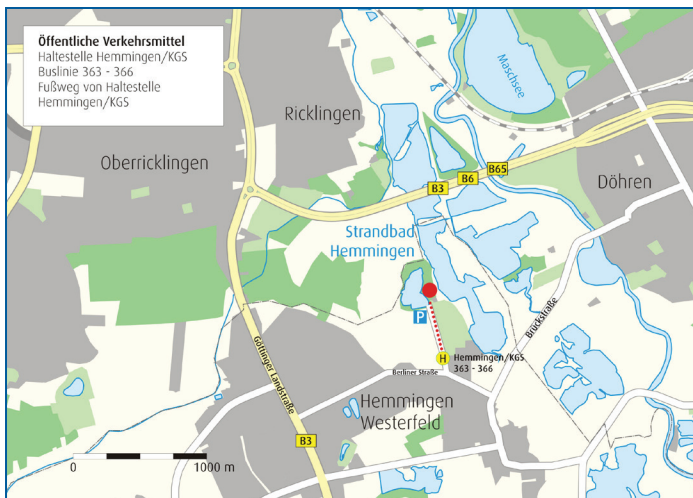 Öffentliche Verkehrsmittel
Haltestelle Hemmingen/KGS
Buslinie 363 - 366
Fußweg von Haltestelle
Hemmingen/KGS
Maschsee
Ricklingen
Oberricklingen
B65
B6
B3
Döhren
Strandbad
Hemmingen
P
Brückstraße
H
Hemmingen/KGS
363 - 366
Berliner Straße
Göttinger Landstraße
Hemmingen
Westerfeld
B3
0
1000 m